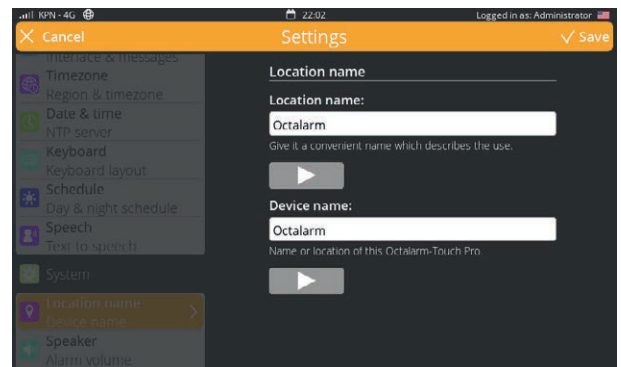 KPN - 4G 22:02 Logged in as: Administrator
Cancel Settings Save
Interface & messages
Timezone
Region & timezone
Date & time
NTP server
Keyboard
Keyboard layout
Schedule
Day & night schedule
Speech
Text to speech
System
Location name
Device name
Speaker
Alarm volume
Location name
Location name:
Octalarm
Give it a convenient name which describes the use.
Device name:
Octalarm
Name or location of this Octalarm-Touch Pro